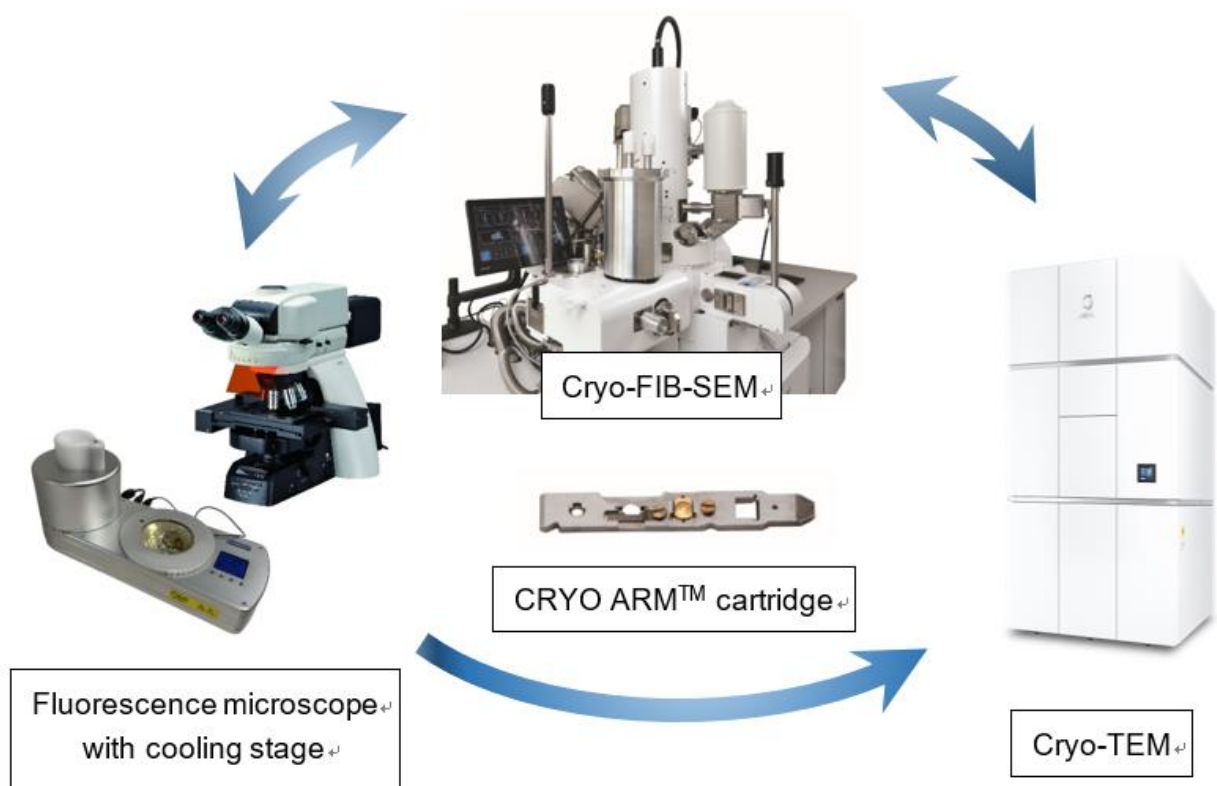 Cryo-FIB-SEM
CRYO ARM™ cartridge
Fluorescence microscope
with cooling stage
Cryo-TEM